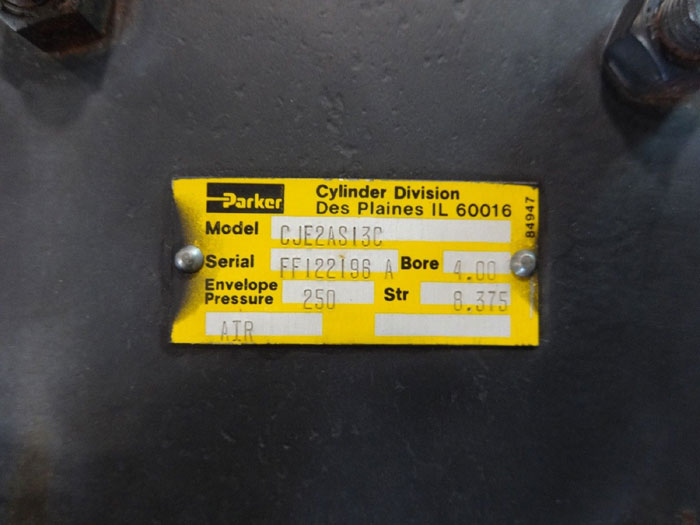 Parker
Cylinder Division
Des Plaines IL 60016
Model CJE2AS13C
Serial FF122196 A Bore 4.00
Envelope Pressure 250 Str 8.375
AIR
84947